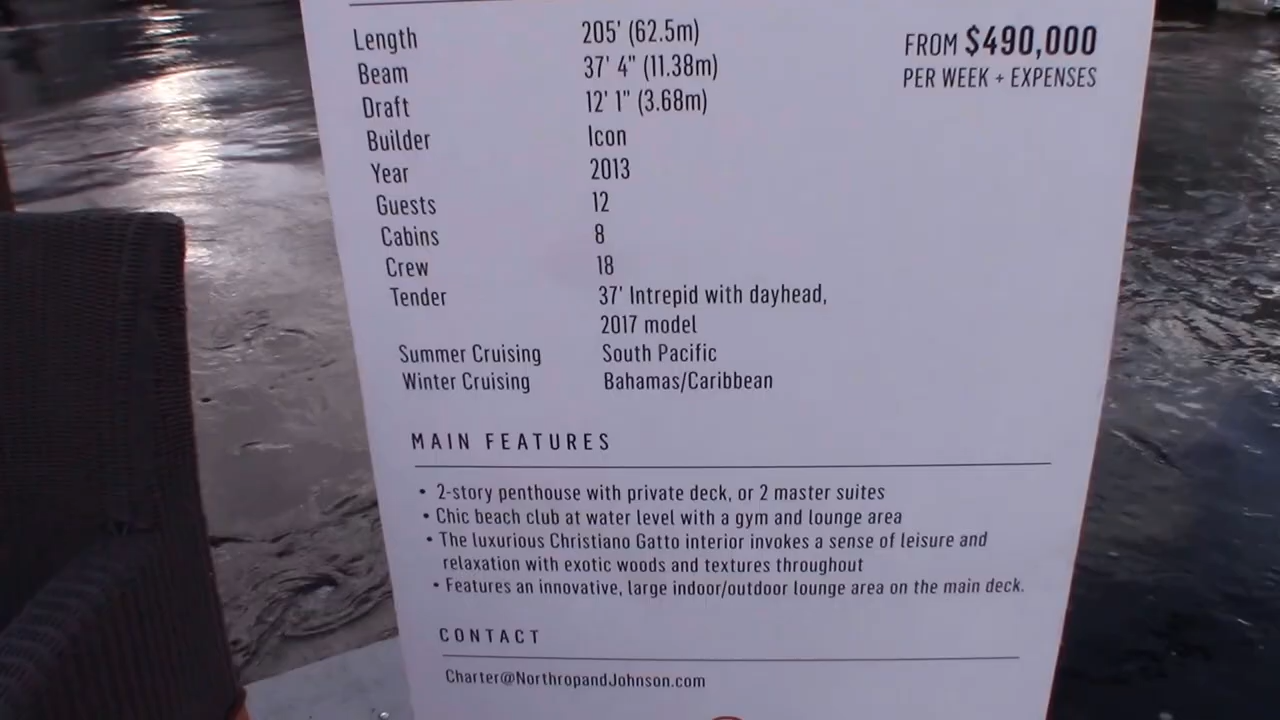 Length 205' (62.5m)
FROM $490,000
Beam 37' 4" (11.38m)
PER WEEK + EXPENSES
Draft 12' 1" (3.68m)
Builder Icon
Year 2013
Guests 12
Cabins 8
Crew 18
Tender 37' Intrepid with dayhead,
2017 model
Summer Cruising South Pacific
Winter Cruising Bahamas/Caribbean
MAIN FEATURES
• 2-story penthouse with private deck, or 2 master suites
• Chic beach club at water level with a gym and lounge area
• The luxurious Christiano Gatto interior invokes a sense of leisure and
relaxation with exotic woods and textures throughout
• Features an innovative, large indoor/outdoor lounge area on the main deck.
CONTACT
Charter@NorthropandJohnson.com